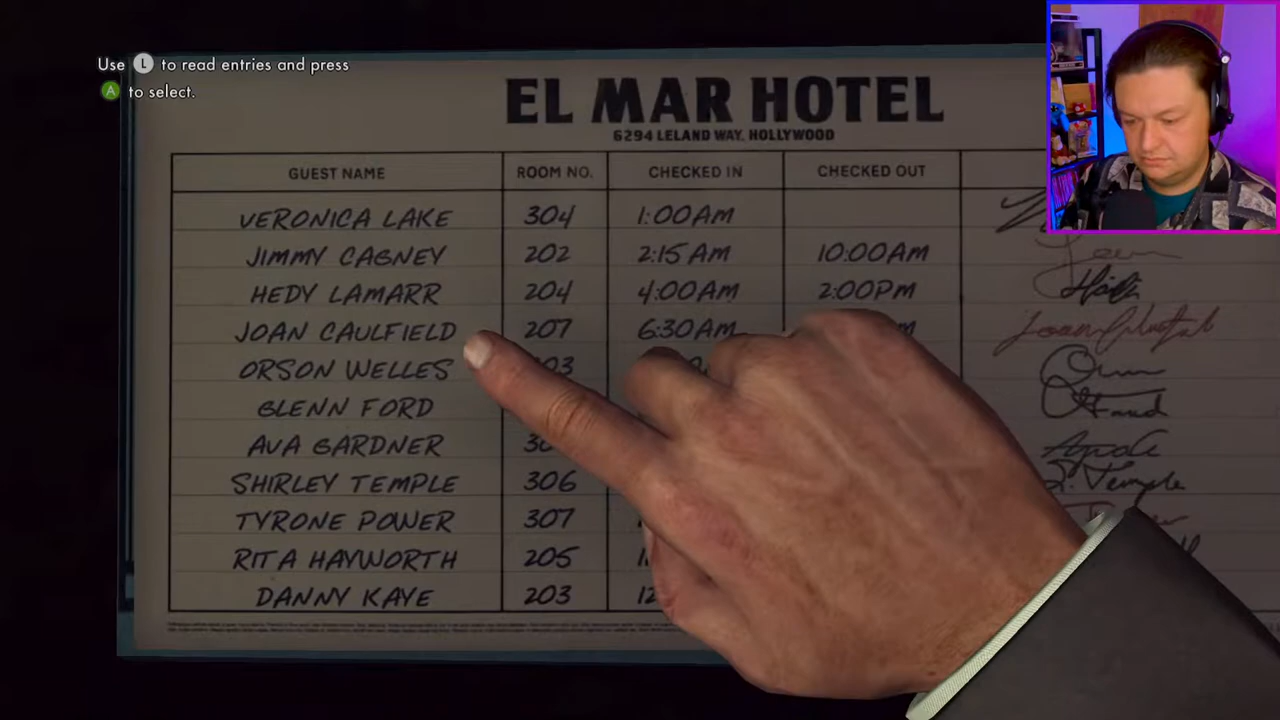 Use L to read entries and press
A to select.
EL MAR HOTEL
6294 LELAND WAY, HOLLYWOOD
GUEST NAME ROOM NO. CHECKED IN CHECKED OUT
VERONICA LAKE 304 1:00AM
JIMMY CAGNEY 202 2:15AM 10:00AM
HEDY LAMARR 204 4:00AM 2:00PM
JOAN CAULFIELD 207 6:30AM
ORSON WELLES
GLENN FORD
AVA GARDNER
SHIRLEY TEMPLE 306 S. Temple
TYRONE POWER 307
RITA HAYWORTH 205
DANNY KAYE 203